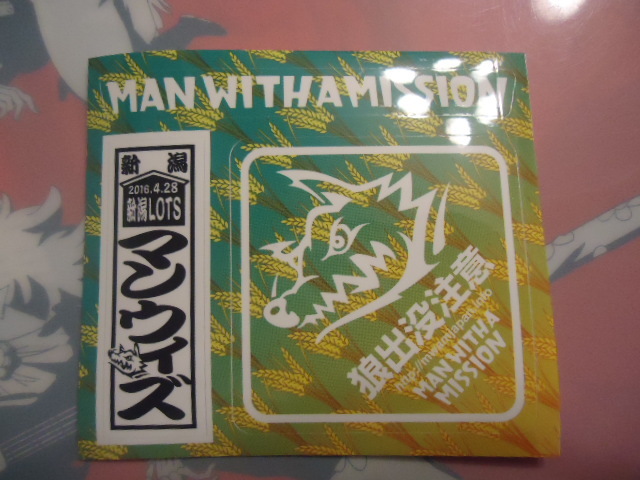 MAN WITH A MISSION
新潟
2016.4.28
新潟LOTS
マンウィズ
狼出没注意
MAN WITH A
MISSION